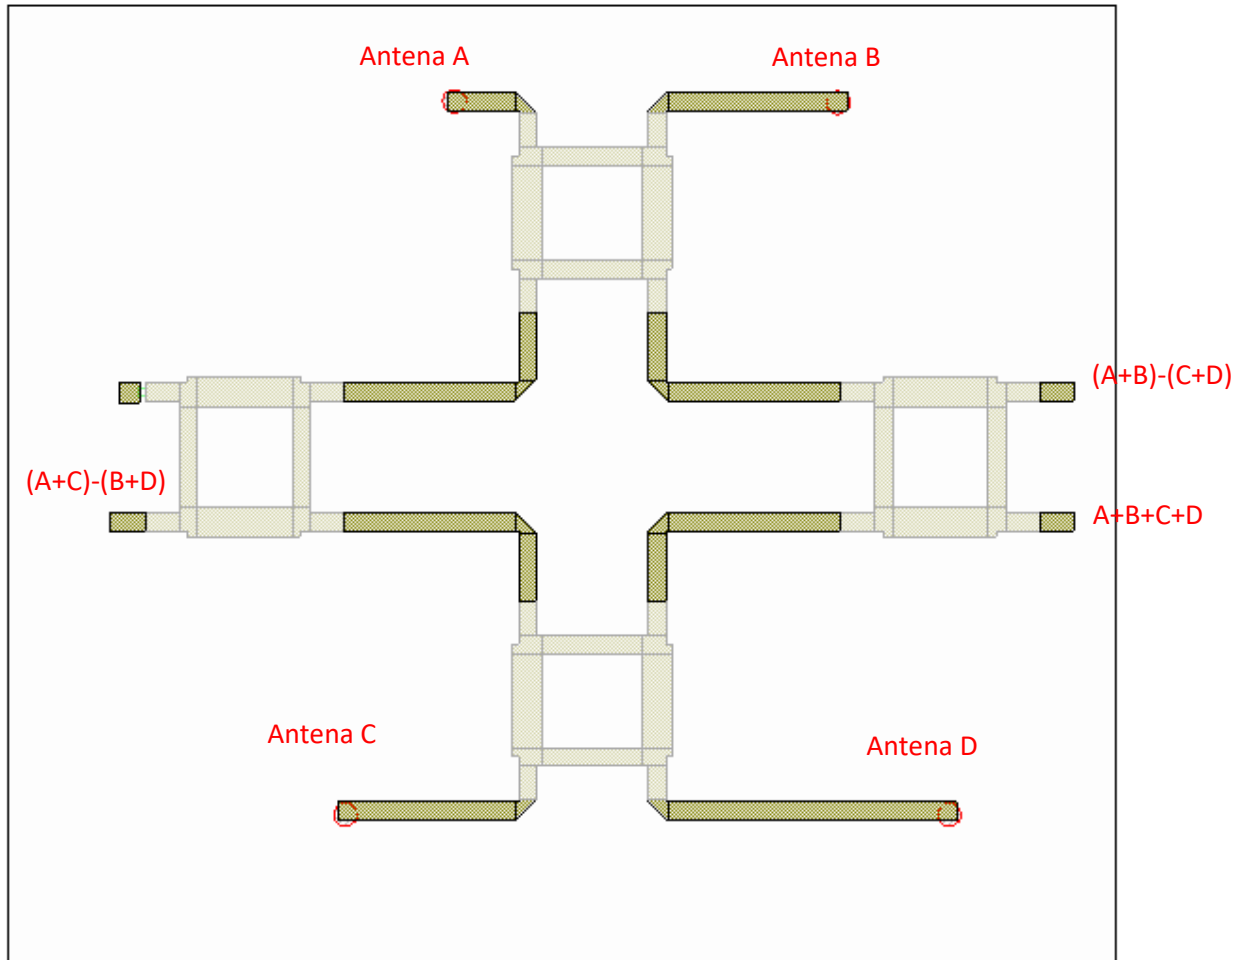 Antena A
Antena B
(A+B)-(C+D)
(A+C)-(B+D)
A+B+C+D
Antena C
Antena D